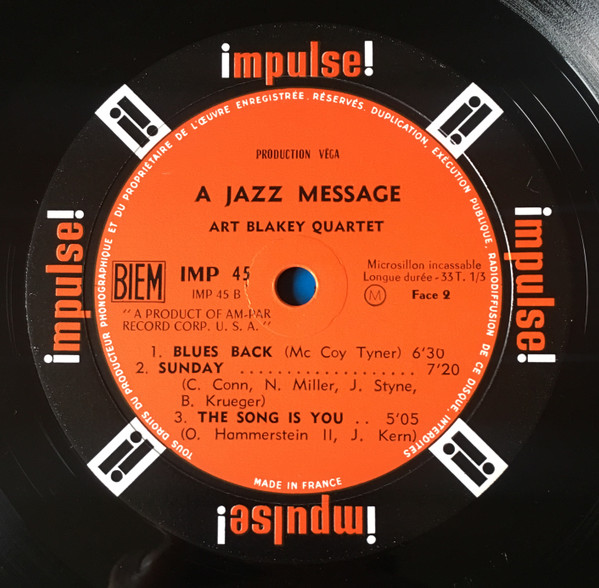 impulse!
TOUS DROITS DU PRODUCTEUR PHONOGRAPHIQUE ET DU PROPRIÉTAIRE DE L'ŒUVRE ENREGISTRÉE, RÉSERVÉS. DUPLICATION, EXÉCUTION PUBLIQUE, RADIODIFFUSION DE CE DISQUE INTERDITES
PRODUCTION VÉGA
A JAZZ MESSAGE
ART BLAKEY QUARTET
impulse!
impulse!
BIEM
IMP 45
IMP 45 B
Microsillon incassable
Longue durée - 33 T. 1/3
M Face 2
"A PRODUCT OF AM-PAR
RECORD CORP. U. S. A."
1. BLUES BACK (Mc Coy Tyner) 6'30
2. SUNDAY .................... 7'20
(C. Conn, N. Miller, J. Styne,
B. Krueger)
3. THE SONG IS YOU .. 5'05
(O. Hammerstein II, J. Kern)
MADE IN FRANCE
impulse!